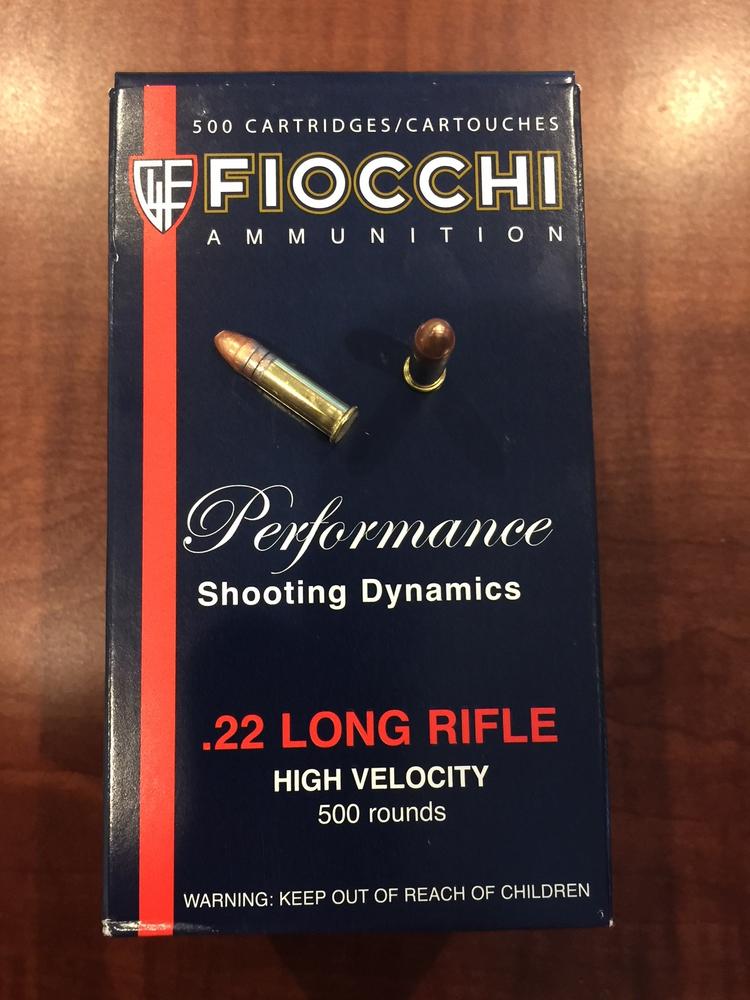 500 CARTRIDGES/CARTOUCHES
GFL FIOCCHI
AMMUNITION
Performance
Shooting Dynamics
.22 LONG RIFLE
HIGH VELOCITY
500 rounds
WARNING: KEEP OUT OF REACH OF CHILDREN